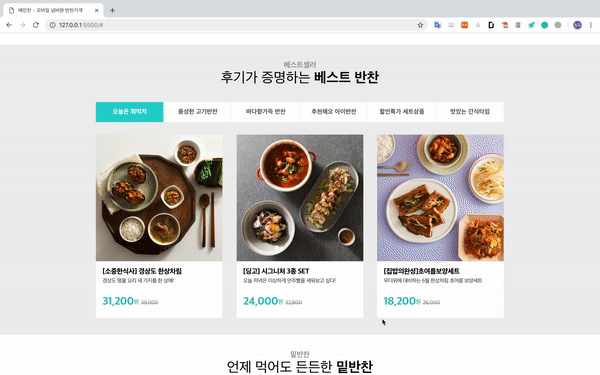 배민찬 - 모바일 넘버원 반찬가게
127.0.0.1:5500/#
베스트셀러
후기가 증명하는 베스트 반찬
오늘은 뭐먹지
풍성한 고기반찬
바다향가득 반찬
추천해요 아이반찬
할인특가 세트상품
맛있는 간식타임
[소중한식사] 경상도 한상차림
경상도 명물 요리 세 가지를 한 상에!
31,200원 39,000
[딩고] 시그니처 3종 SET
오늘 저녁은 이상하게 안주빨을 세워보고 싶다!
24,000원 32,800
[집밥의완성]초여름보양세트
무더위에 대비하는 6월 한상차림 초여름 보양세트
18,200원 26,000
밑반찬
언제 먹어도 든든한 밑반찬